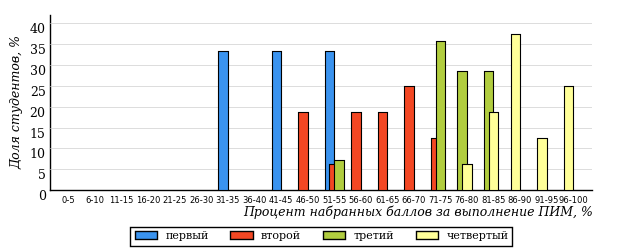 Доля студентов, %
40
35
30
25
20
15
10
5
0
0-5 6-10 11-15 16-20 21-25 26-30 31-35 36-40 41-45 46-50 51-55 56-60 61-65 66-70 71-75 76-80 81-85 86-90 91-95 96-100
Процент набранных баллов за выполнение ПИМ, %
первый второй третий четвертый